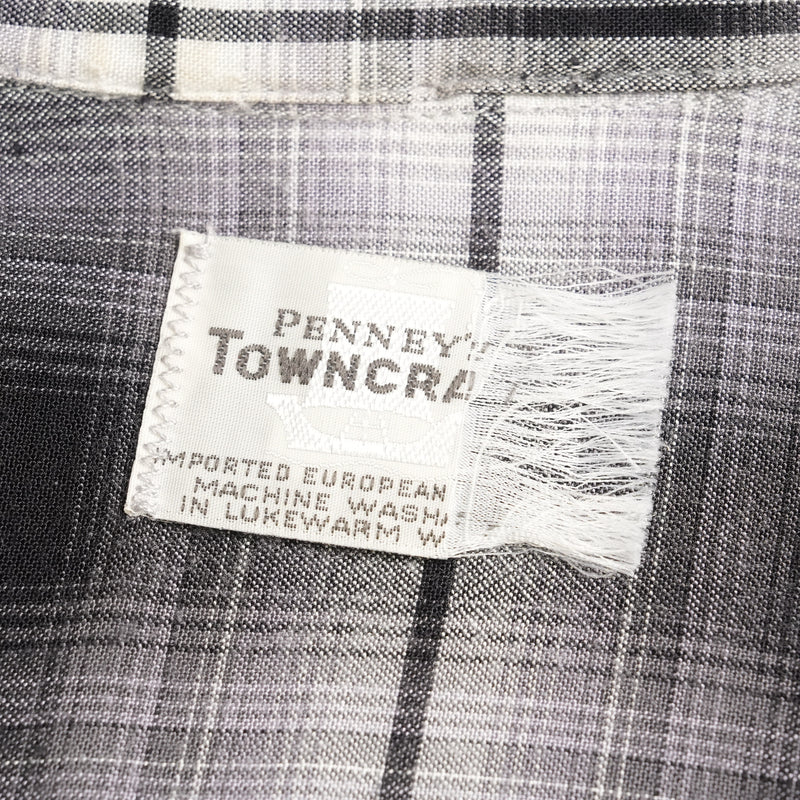 PENNEY'S
TOWNCRA
IMPORTED EUROPEAN
MACHINE WASH
IN LUKEWARM W